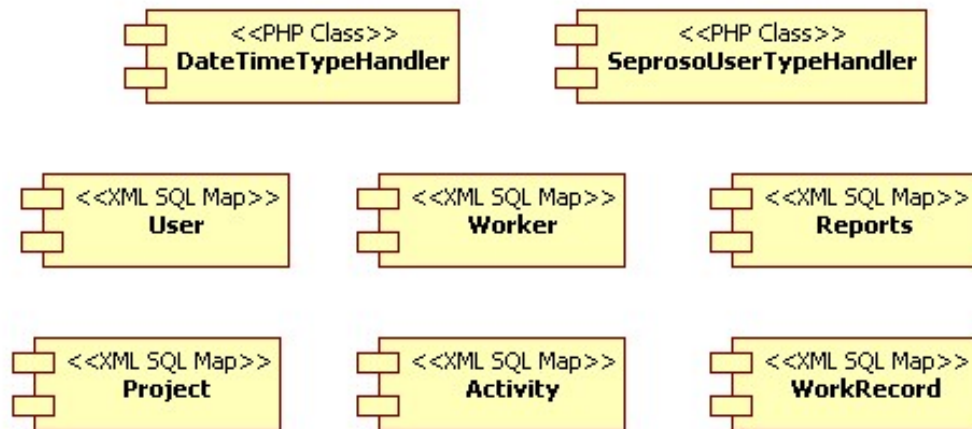 <<PHP Class>> <<PHP Class>>
DateTimeTypeHandler SeprosoUserTypeHandler
<<XML SQL Map>> <<XML SQL Map>> <<XML SQL Map>>
User Worker Reports
<<XML SQL Map>> <<XML SQL Map>> <<XML SQL Map>>
Project Activity WorkRecord